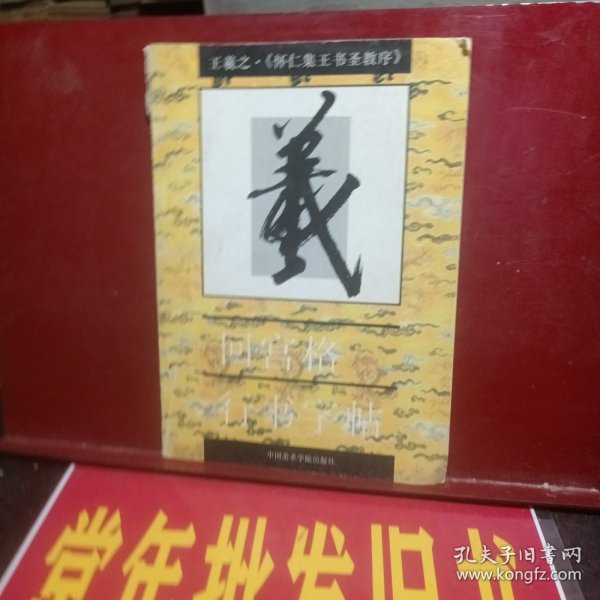 王羲之·《怀仁集王书圣教序》
羲
回宫格
行书字帖
中国美术学院出版社
孔夫子旧书网
www.kongfz.com